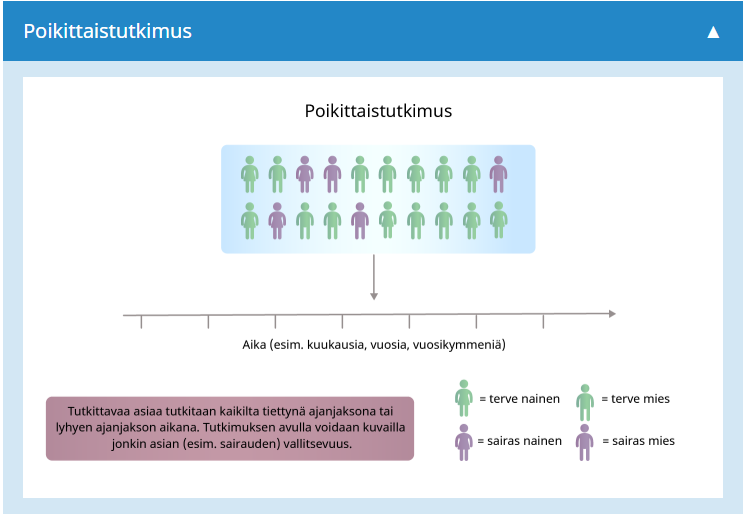 Poikittaistutkimus
Poikittaistutkimus
Aika (esim. kuukausia, vuosia, vuosikymmeniä)
Tutkittavaa asiaa tutkitaan kaikilta tiettynä ajanjaksona tai
lyhyen ajanjakson aikana. Tutkimuksen avulla voidaan kuvailla
jonkin asian (esim. sairauden) vallitsevuus.
= terve nainen
= terve mies
= sairas nainen
= sairas mies